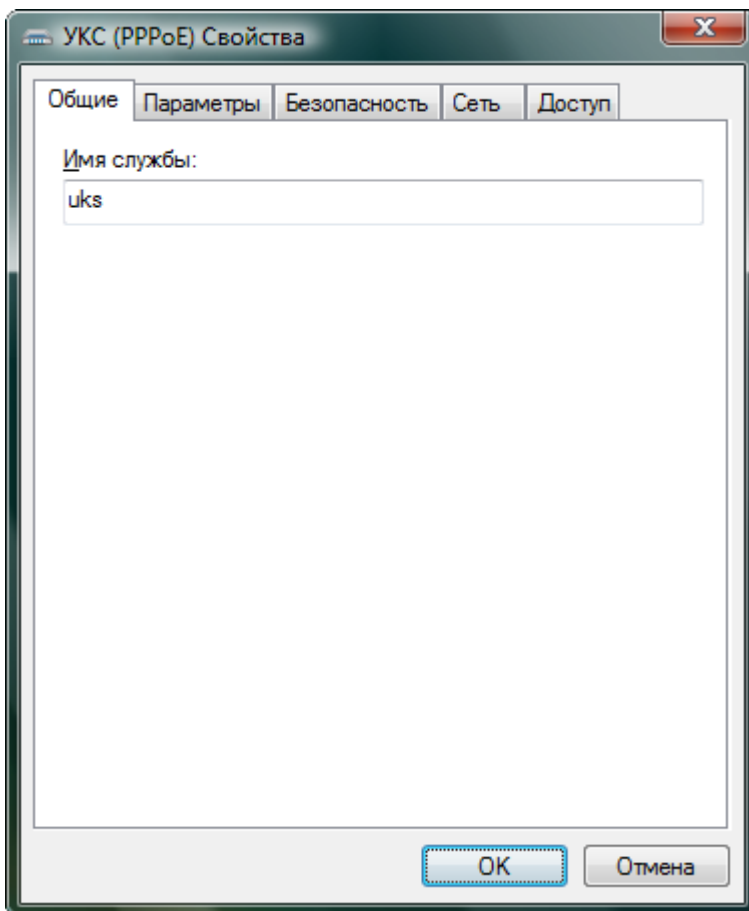 УКС (PPPoE) Свойства
Общие Параметры Безопасность Сеть Доступ
Имя службы:
uks
OK Отмена